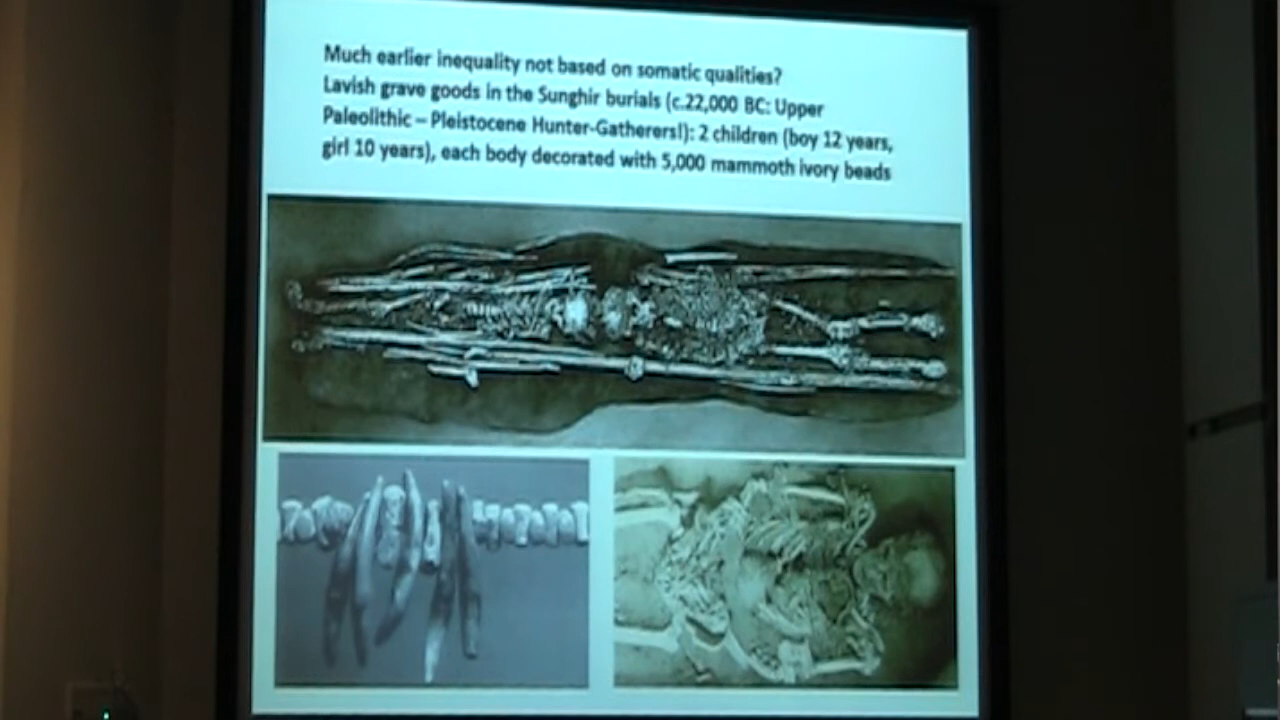 Much earlier inequality not based on somatic qualities?
Lavish grave goods in the Sunghir burials (c.22,000 BC: Upper
Paleolithic – Pleistocene Hunter-Gatherers!): 2 children (boy 12 years,
girl 10 years), each body decorated with 5,000 mammoth ivory beads